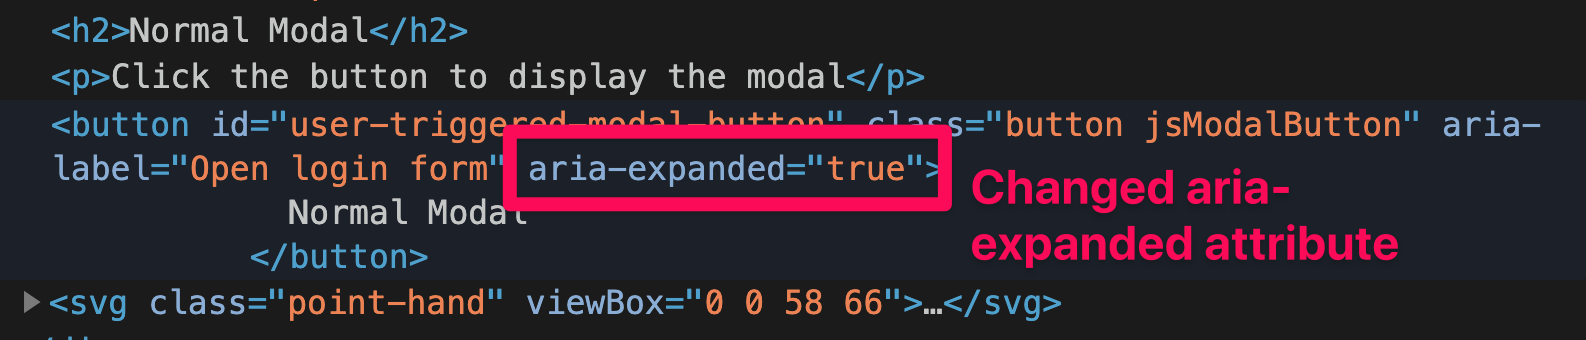 <h2>Normal Modal</h2>
<p>Click the button to display the modal</p>
<button id="user-triggered-modal-button" class="button jsModalButton" aria-
label="Open login form" aria-expanded="true">
Normal Modal
</button>
Changed aria-
expanded attribute
<svg class="point-hand" viewBox="0 0 58 66">…</svg>